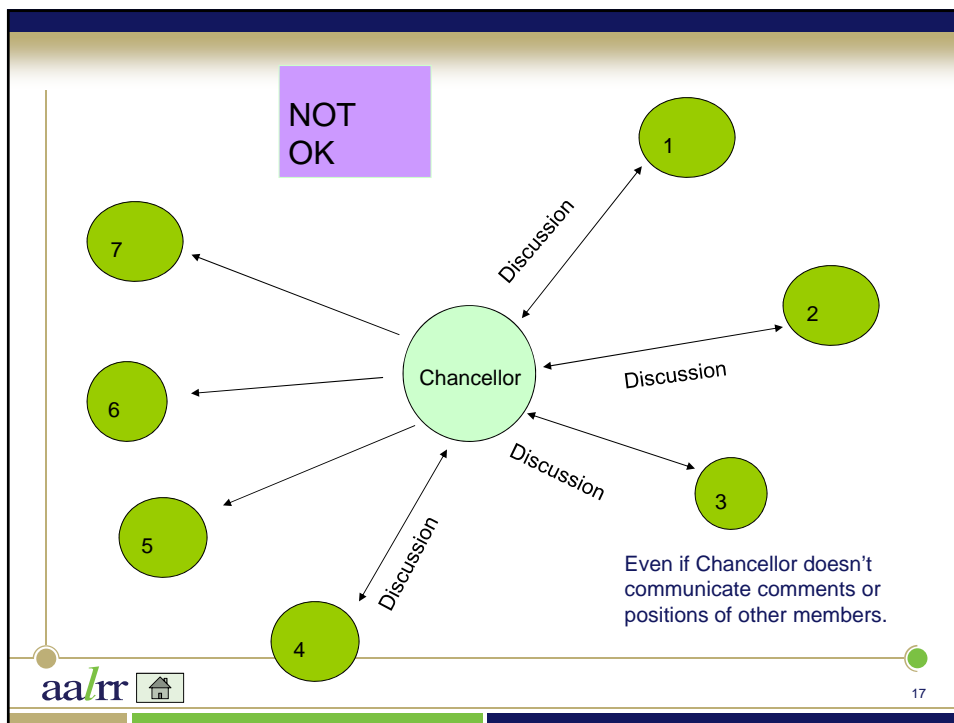 NOT
OK
1
7
Discussion
2
Chancellor
Discussion
6
Discussion
3
5
Discussion
Even if Chancellor doesn’t
communicate comments or
positions of other members.
4
aalrr
17